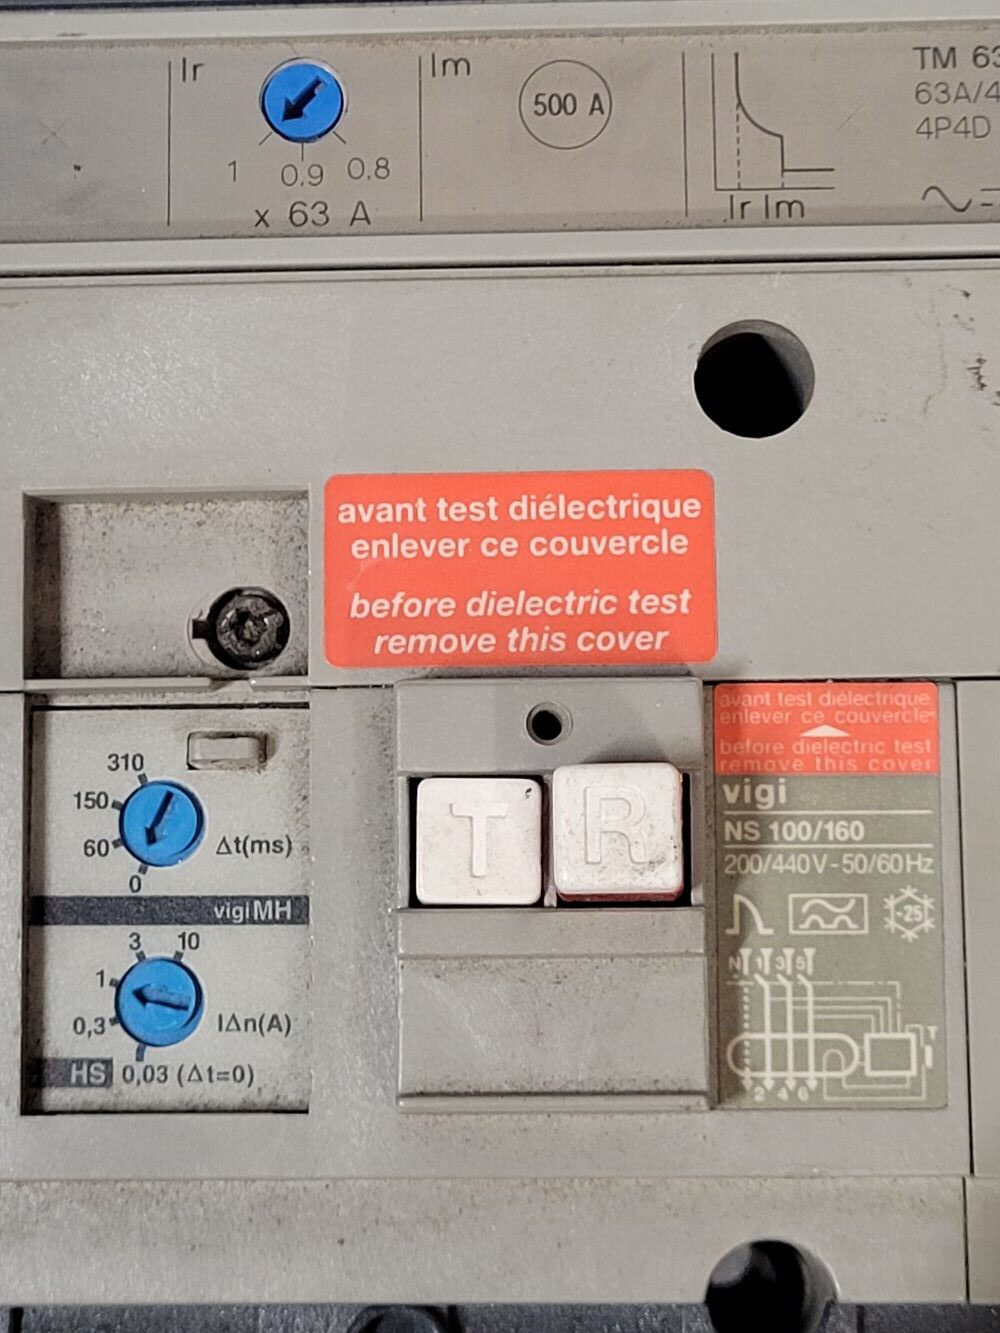 Ir
Im
500 A
TM 63
63A/4
4P4D
1 0,9 0,8
x 63 A
Ir Im
avant test diélectrique
enlever ce couvercle
before dielectric test
remove this cover
310
150
60
0
Δt(ms)
vigi MH
3 10
1
0,3
IΔn(A)
HS 0,03 (Δt=0)
T R
avant test diélectrique
enlever ce couvercle
before dielectric test
remove this cover
vigi
NS 100/160
200/440V-50/60Hz
-25
N 1 3 5
T
2 4 6